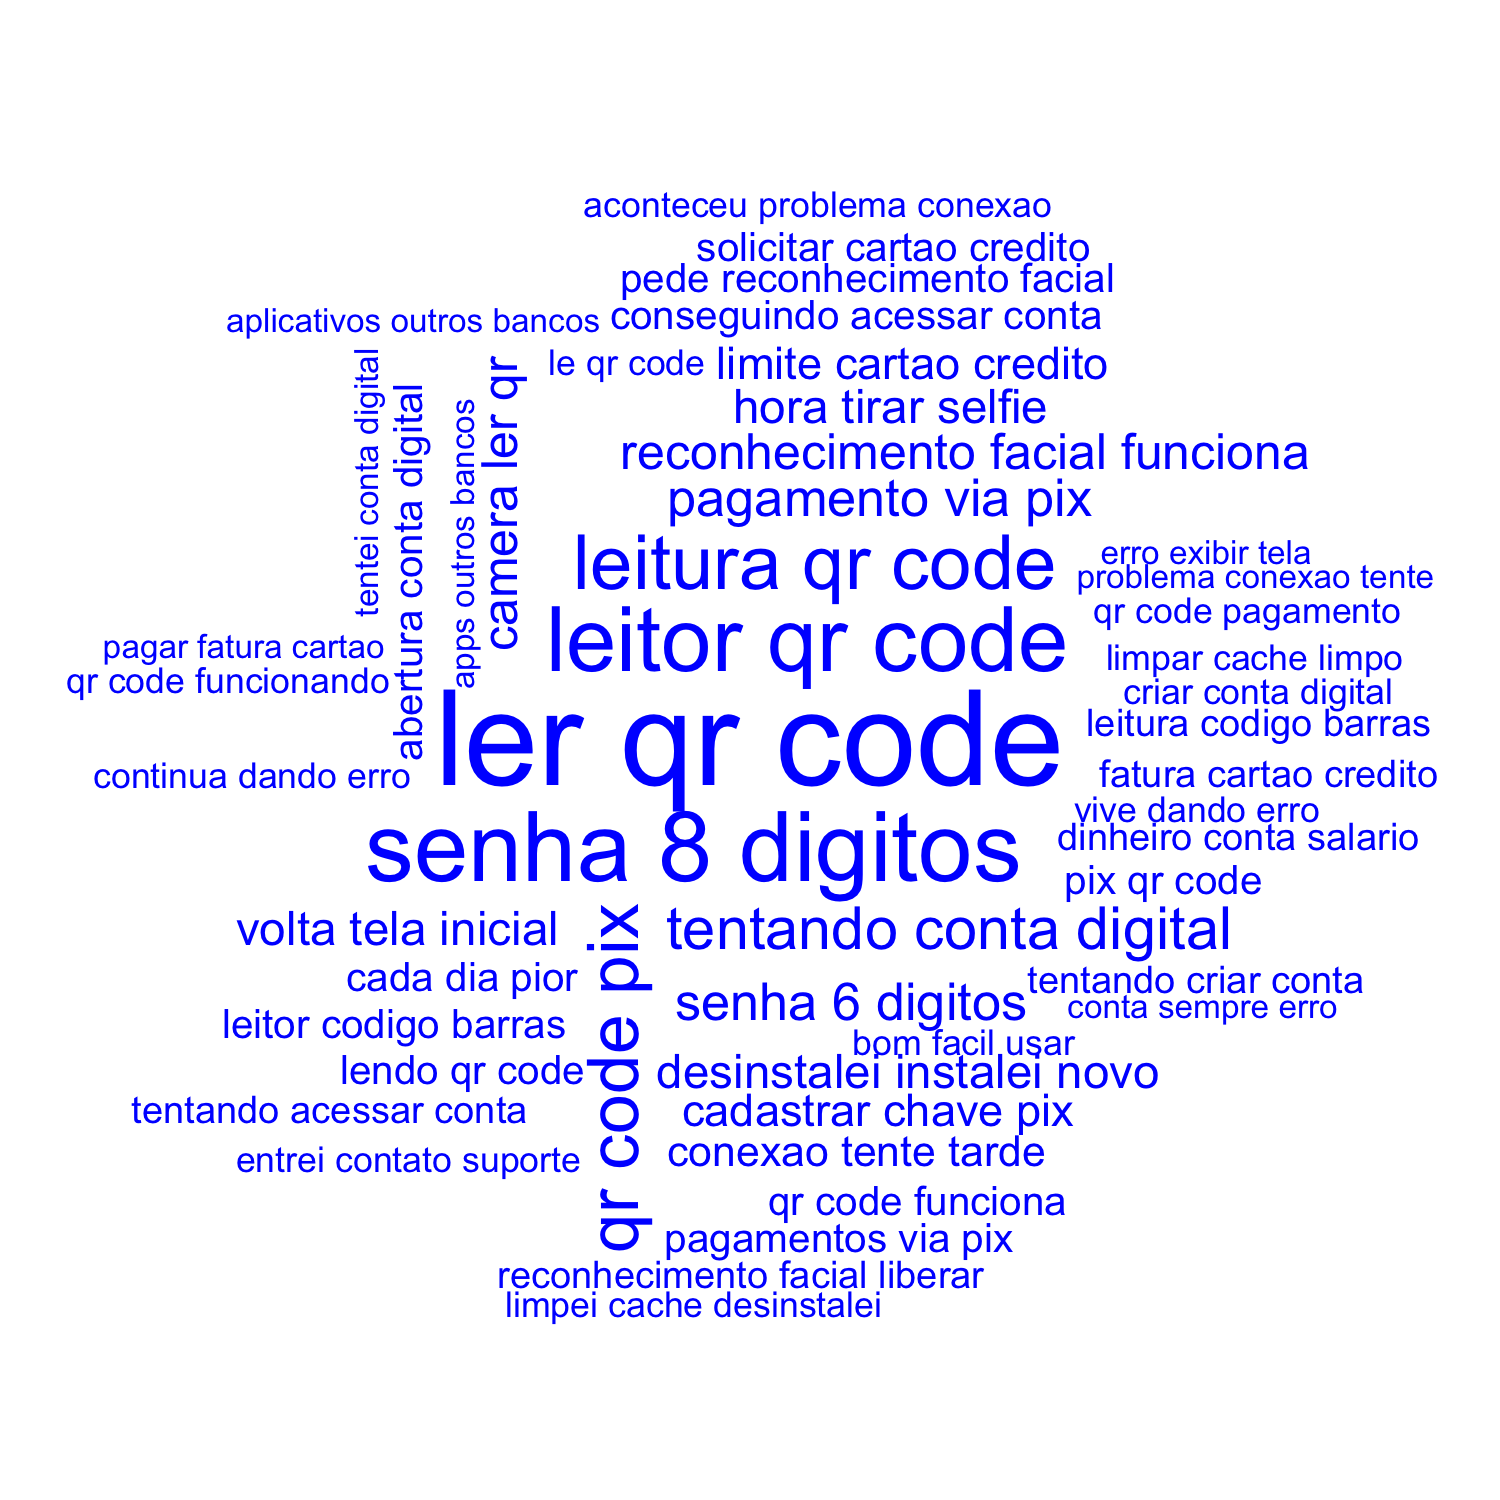 aconteceu problema conexao
solicitar cartao credito
pede reconhecimento facial
aplicativos outros bancos
conseguindo acessar conta
le qr code
limite cartao credito
tentei conta digital
abertura conta digital
apps outros bancos
camera ler qr
hora tirar selfie
reconhecimento facial funciona
pagamento via pix
leitura qr code
erro exibir tela
problema conexao tente
qr code pagamento
leitor qr code
pagar fatura cartao
limpar cache limpo
qr code funcionando
criar conta digital
leitura codigo barras
ler qr code
continua dando erro
fatura cartao credito
vive dando erro
dinheiro conta salario
senha 8 digitos
pix qr code
volta tela inicial
qr code pix
tentando conta digital
cada dia pior
tentando criar conta
senha 6 digitos
conta sempre erro
leitor codigo barras
bom facil usar
lendo qr code
desinstalei instalei novo
tentando acessar conta
cadastrar chave pix
conexao tente tarde
entrei contato suporte
qr code funciona
pagamentos via pix
reconhecimento facial liberar
limpei cache desinstalei